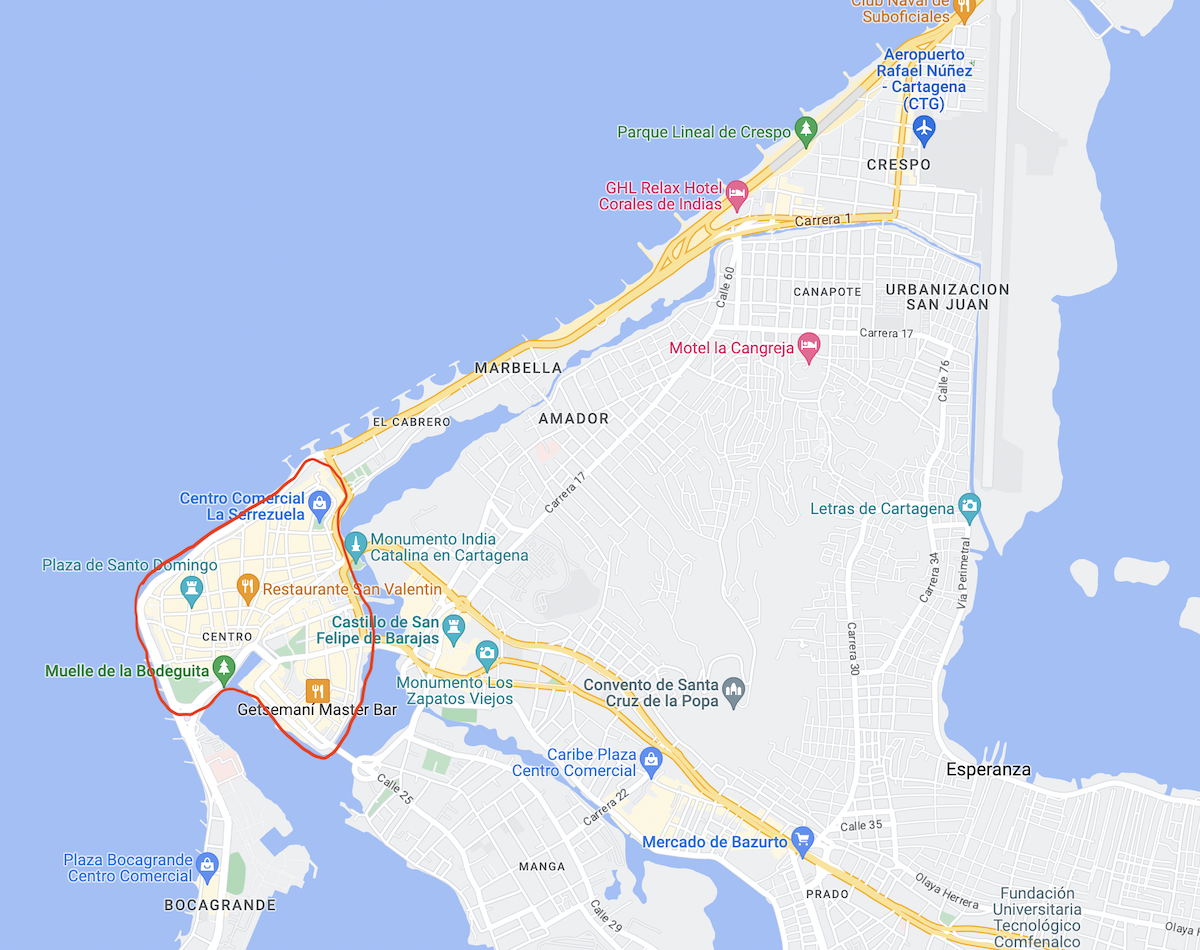 Club Naval de
Suboficiales
Aeropuerto
Rafael Núñez
- Cartagena
(CTG)
Parque Lineal de Crespo
CRESPO
GHL Relax Hotel
Corales de Indias
Carrera 1
Calle 60
CANAPOTE
URBANIZACION
SAN JUAN
Carrera 17
Motel la Cangreja
MARBELLA
Calle 76
EL CABRERO
AMADOR
Carrera 17
Centro Comercial
La Serrezuela
Letras de Cartagena
Monumento India
Catalina en Cartagena
Plaza de Santo Domingo
Restaurante San Valentin
Carrera 34
Vía Perimetral
Castillo de San
Felipe de Barajas
CENTRO
Carrera 30
Muelle de la Bodeguita
Monumento Los
Zapatos Viejos
Convento de Santa
Cruz de la Popa
Getsemaní Master Bar
Caribe Plaza
Centro Comercial
Esperanza
Calle 25
Carrera 22
Calle 35
Mercado de Bazurto
Plaza Bocagrande
Centro Comercial
MANGA
PRADO
Olaya Herrera
BOCAGRANDE
Calle 29
Fundación
Universitaria
Tecnológico
Comfenalco
Olaya